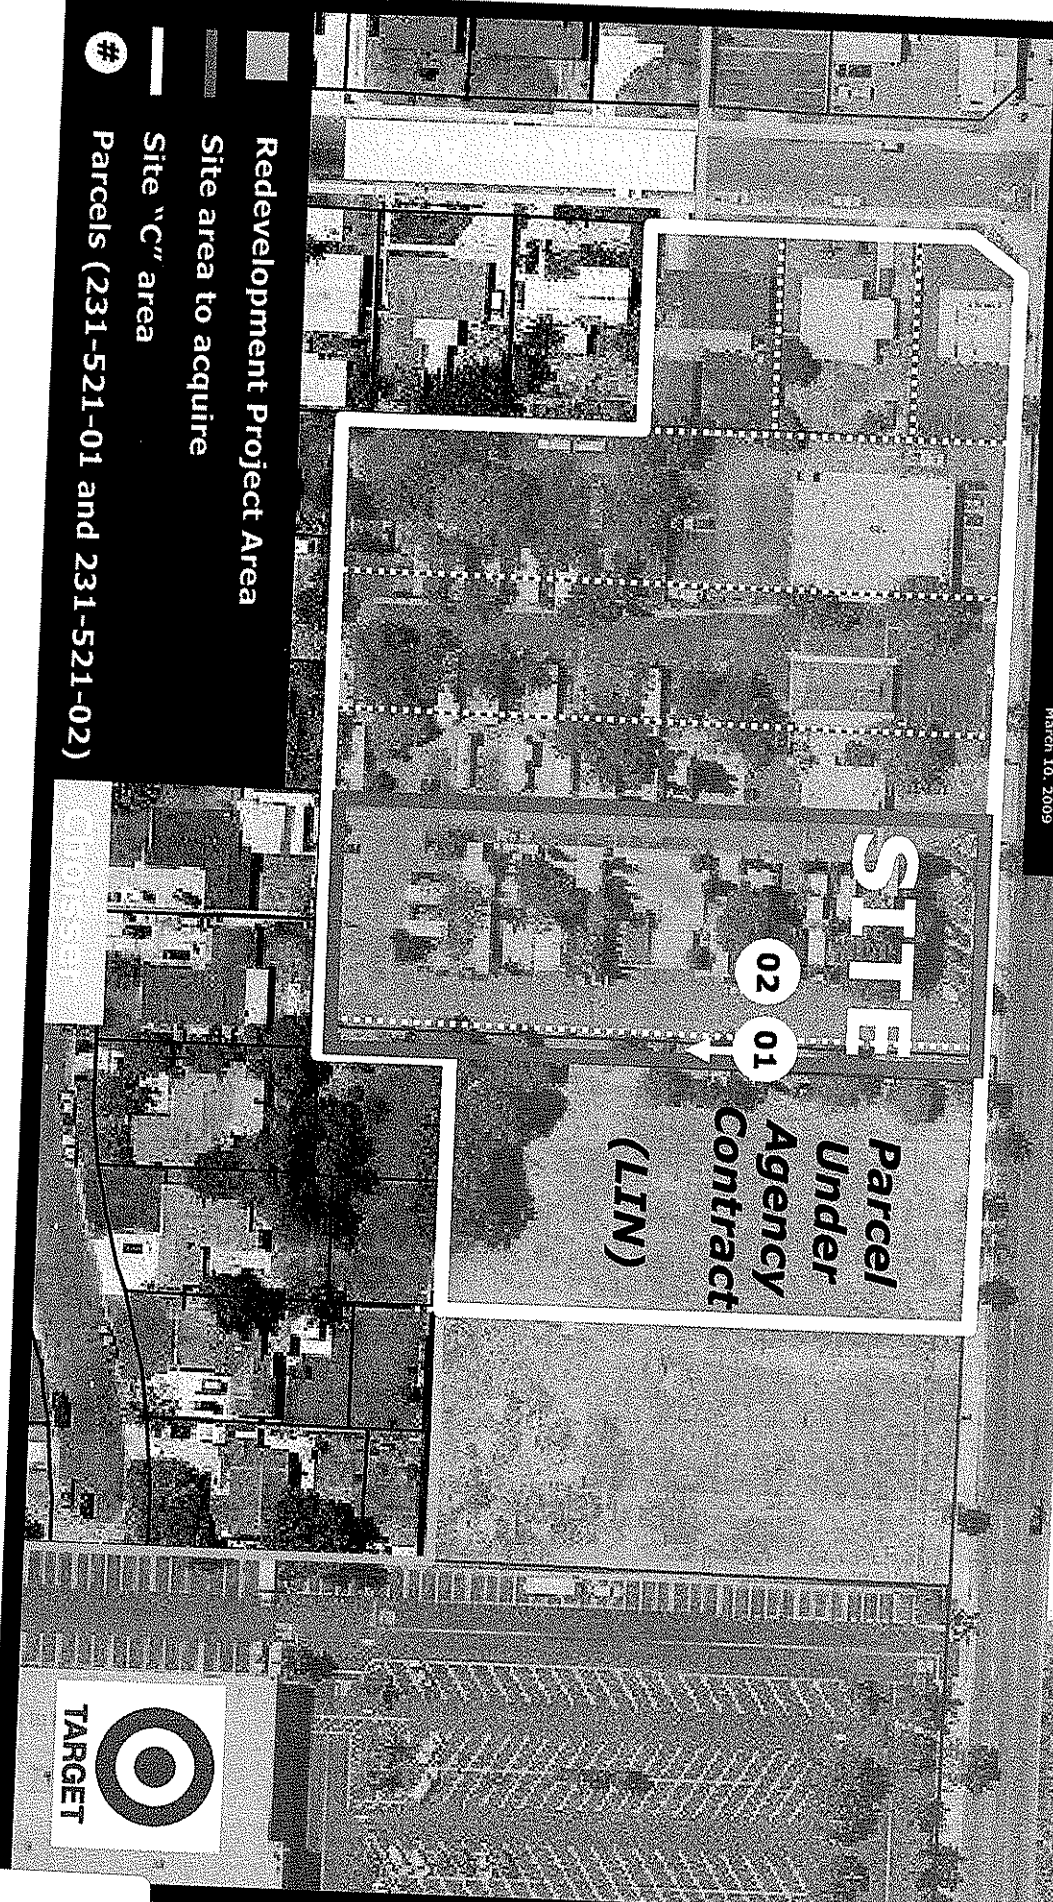 March 10, 2009
SITE
02
01
Parcel
Under
Agency
Contract
(LIN)
Redevelopment Project Area
Site area to acquire
Site "C" area
# Parcels (231-521-01 and 231-521-02)
TARGET